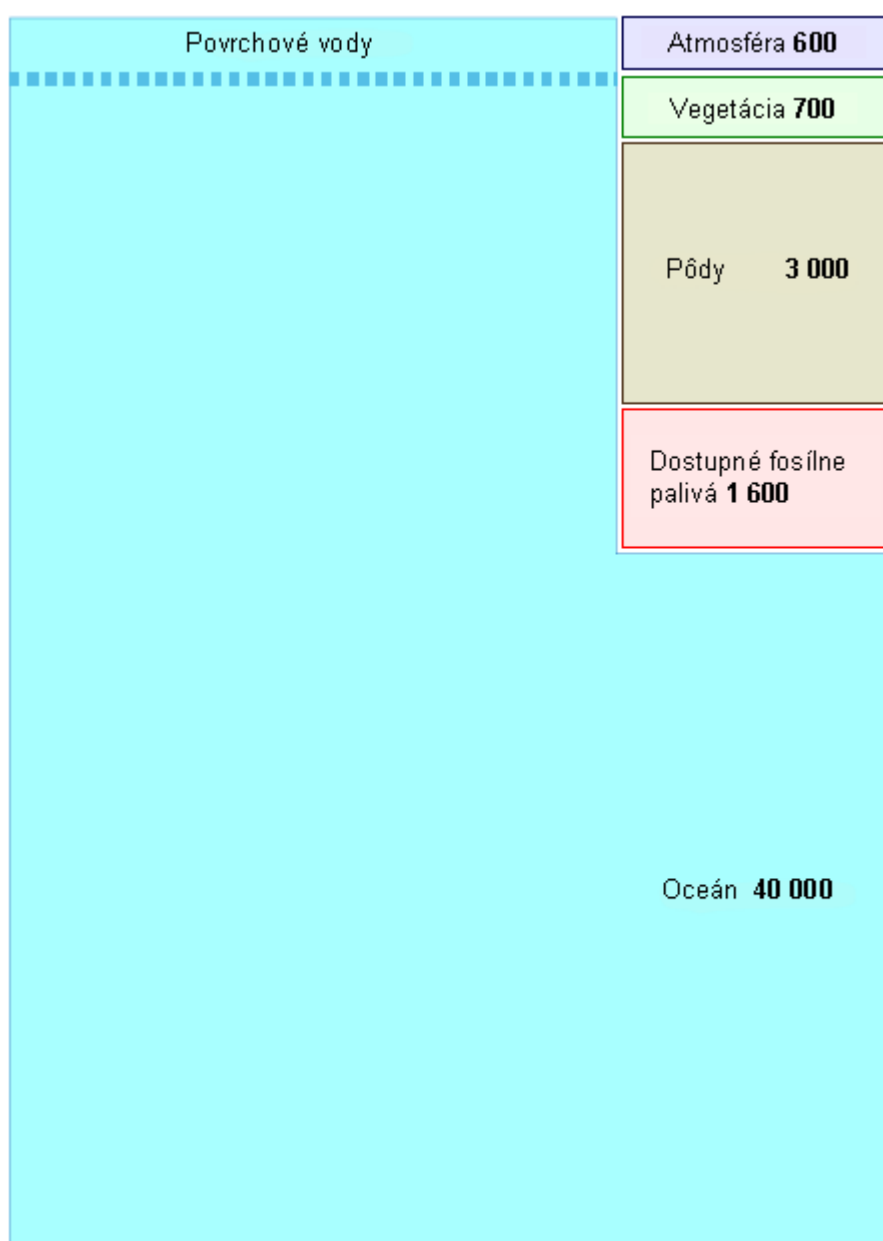 Povrchové vody
Atmosféra 600
Vegetácia 700
Pôdy 3 000
Dostupné fosílne
palivá 1 600
Oceán 40 000